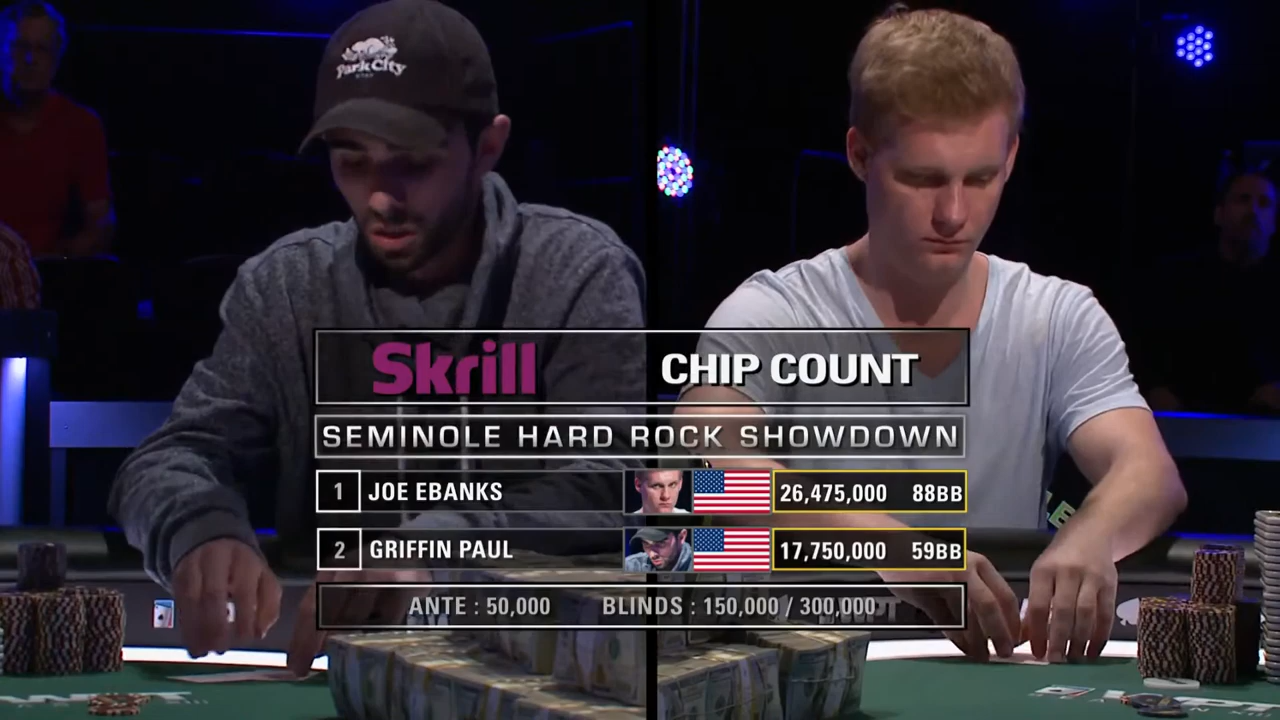 Park City
Skrill CHIP COUNT
SEMINOLE HARD ROCK SHOWDOWN
1 JOE EBANKS 26,475,000 88BB
2 GRIFFIN PAUL 17,750,000 59BB
ANTE : 50,000 BLINDS : 150,000 / 300,000